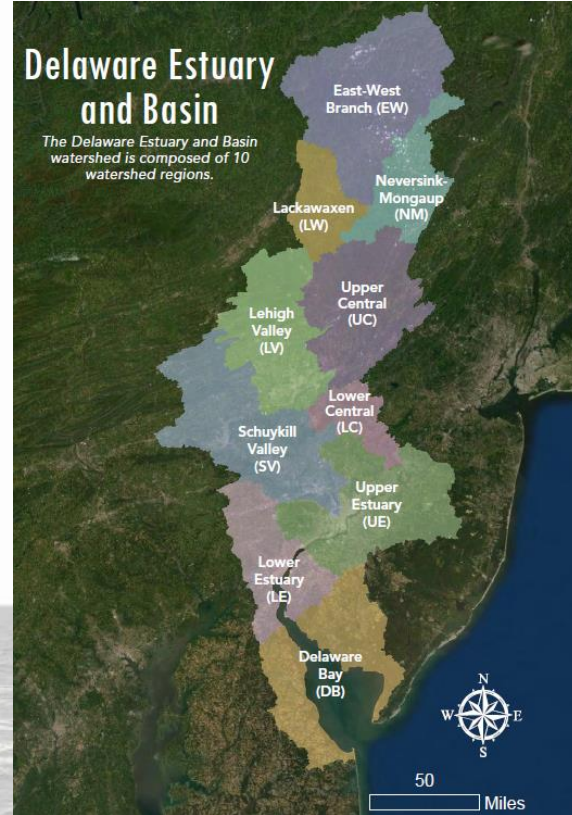 Delaware Estuary
and Basin
The Delaware Estuary and Basin
watershed is composed of 10
watershed regions.
East-West
Branch (EW)
Neversink-
Mongaup
(NM)
Lackawaxen
(LW)
Upper
Central
(UC)
Lehigh
Valley
(LV)
Lower
Central
(LC)
Schuykill
Valley
(SV)
Upper
Estuary
(UE)
Lower
Estuary
(LE)
Delaware
Bay
(DB)
N
W
E
S
50
Miles